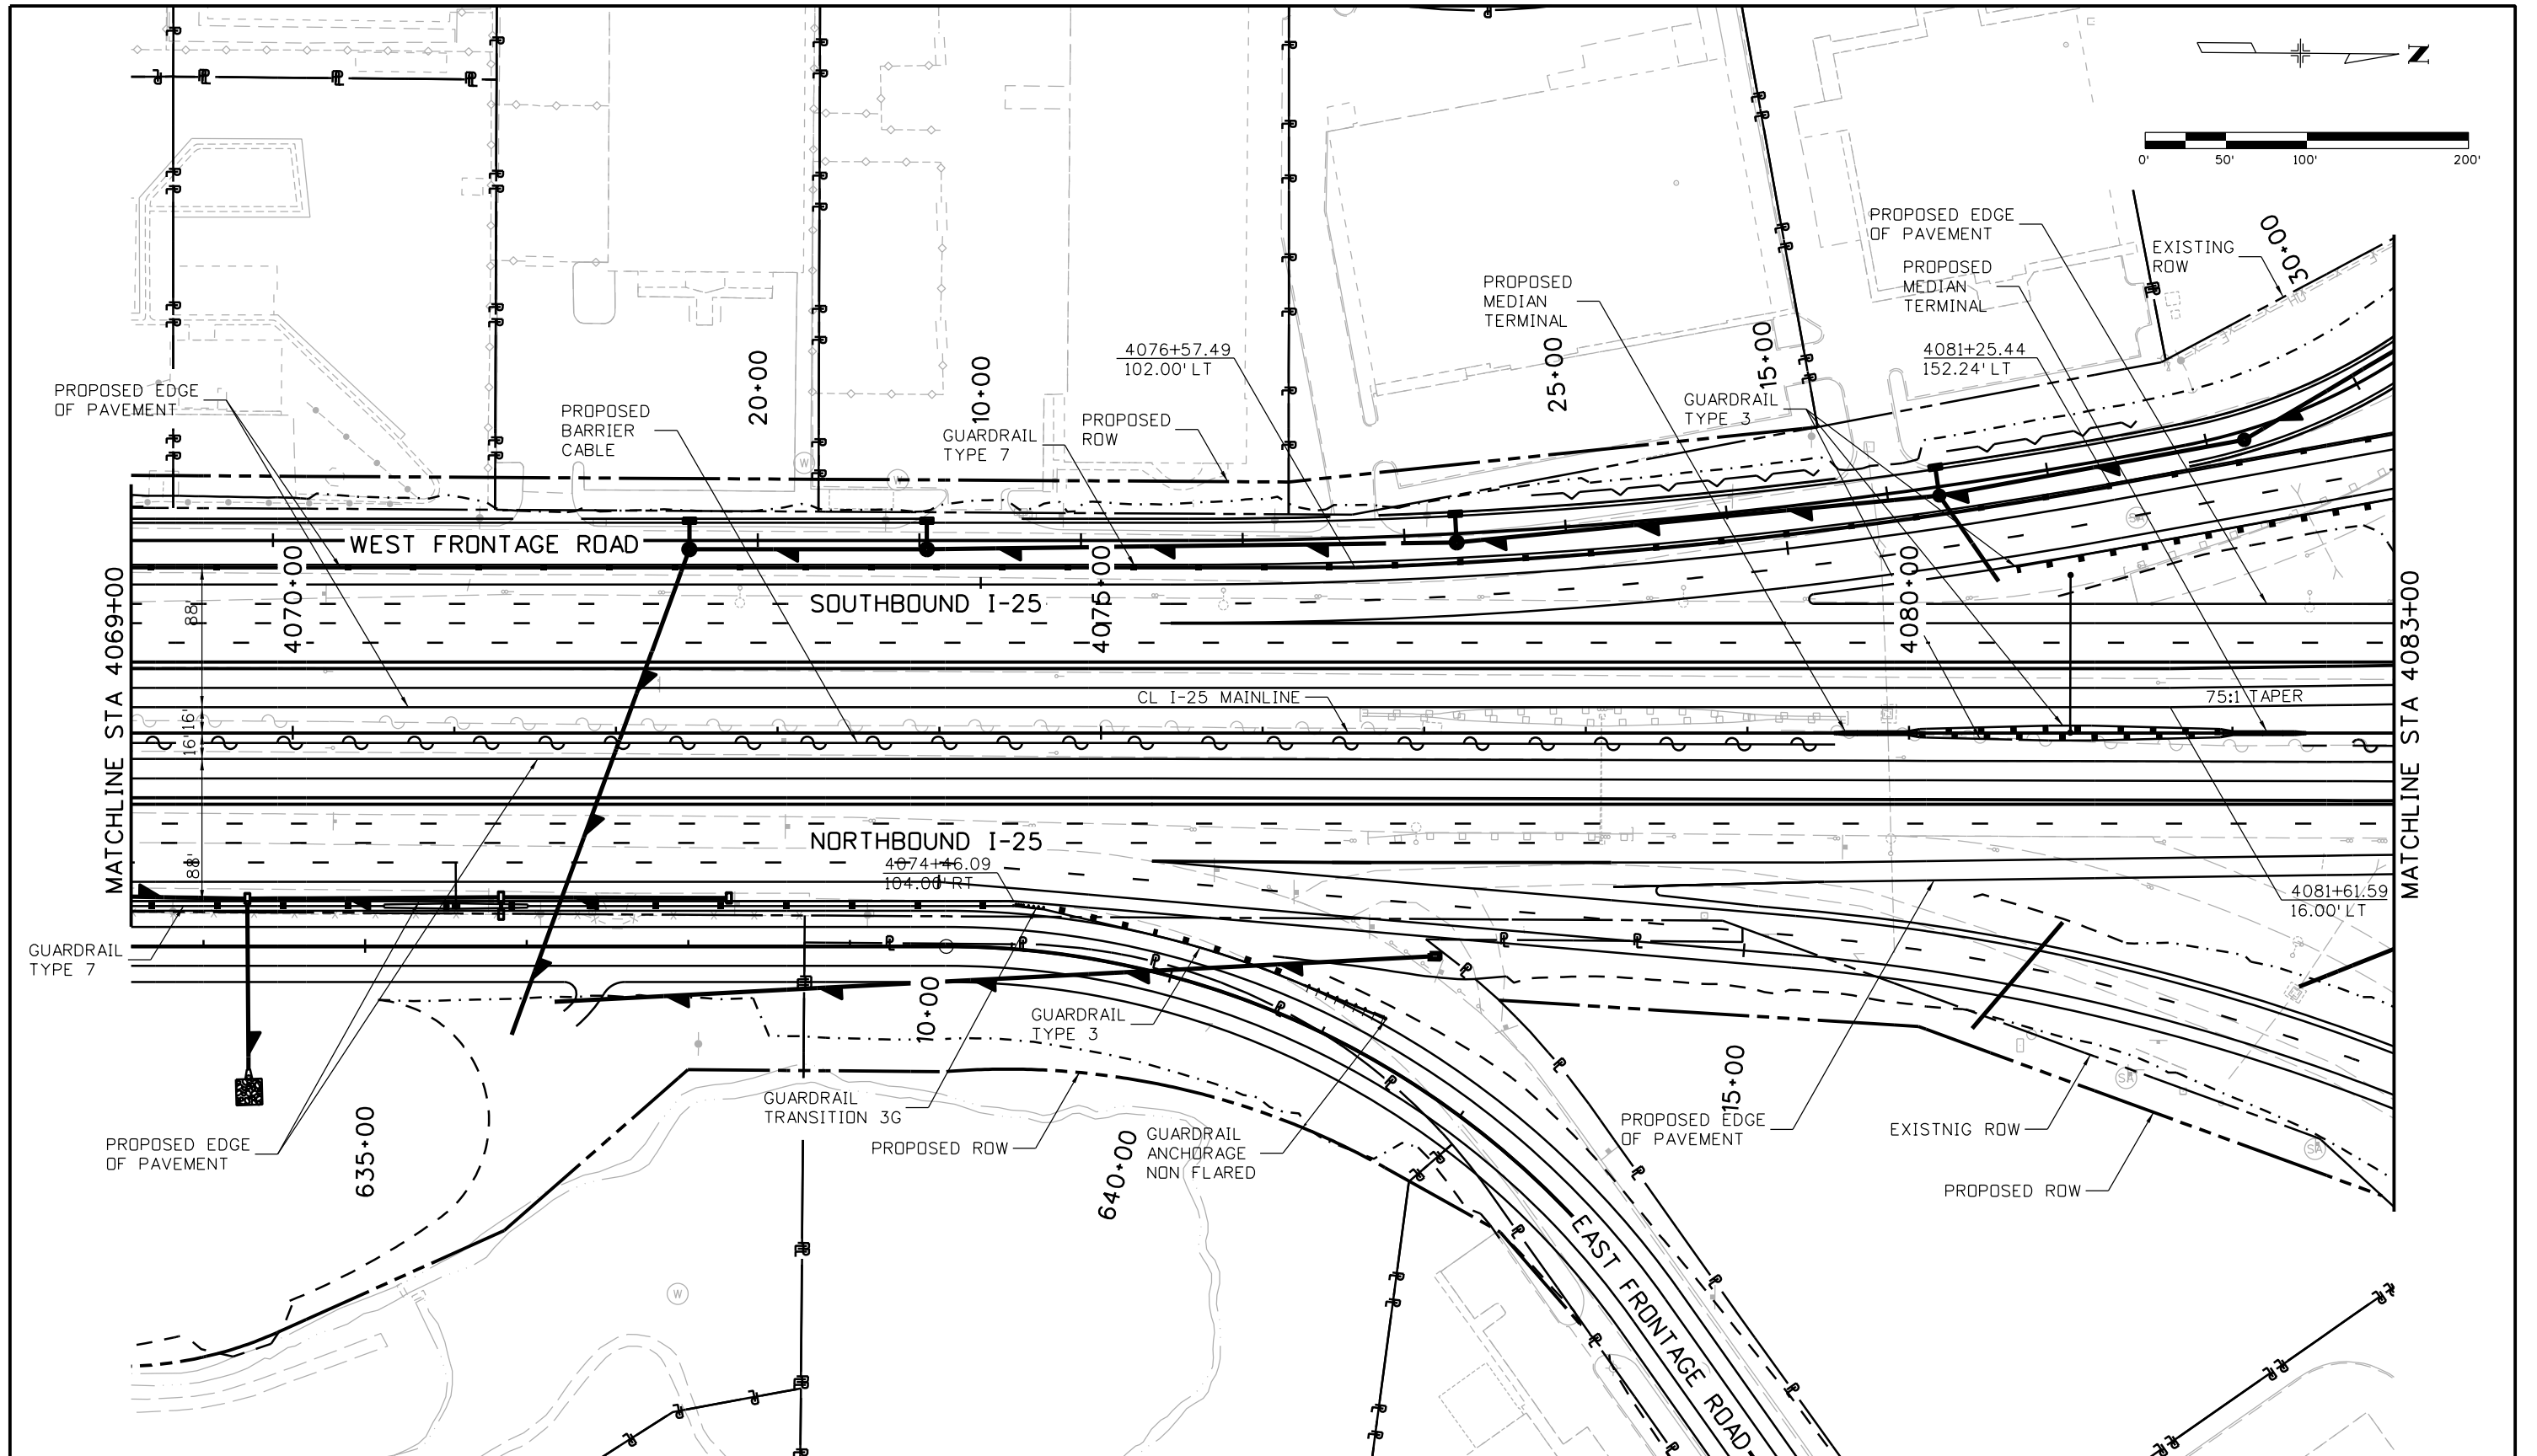 N
0' 50' 100' 200'
PROPOSED EDGE
OF PAVEMENT
EXISTING
ROW
30+00
PROPOSED
MEDIAN
TERMINAL
PROPOSED
MEDIAN
TERMINAL
4076+57.49
102.00' LT
25+00
15+00
4081+25.44
152.24' LT
PROPOSED EDGE
OF PAVEMENT
PROPOSED
BARRIER
CABLE
20+00
10+00
GUARDRAIL
TYPE 7
PROPOSED
ROW
GUARDRAIL
TYPE 3
W
W
SA
WEST FRONTAGE ROAD
MATCHLINE STA 4069+00
88'
4070+00
SOUTHBOUND I-25
4075+00
4080+00
MATCHLINE STA 4083+00
CL I-25 MAINLINE
75:1 TAPER
16'
16'
NORTHBOUND I-25
88'
4074+46.09
104.00' RT
4081+61.59
16.00' LT
GUARDRAIL
TYPE 7
10+00
GUARDRAIL
TYPE 3
GUARDRAIL
TRANSITION 3G
PROPOSED EDGE
OF PAVEMENT
635+00
PROPOSED ROW
640+00
GUARDRAIL
ANCHORAGE
NON FLARED
15+00
PROPOSED EDGE
OF PAVEMENT
EXISTNIG ROW
SA
SA
PROPOSED ROW
W
EAST FRONTAGE ROAD